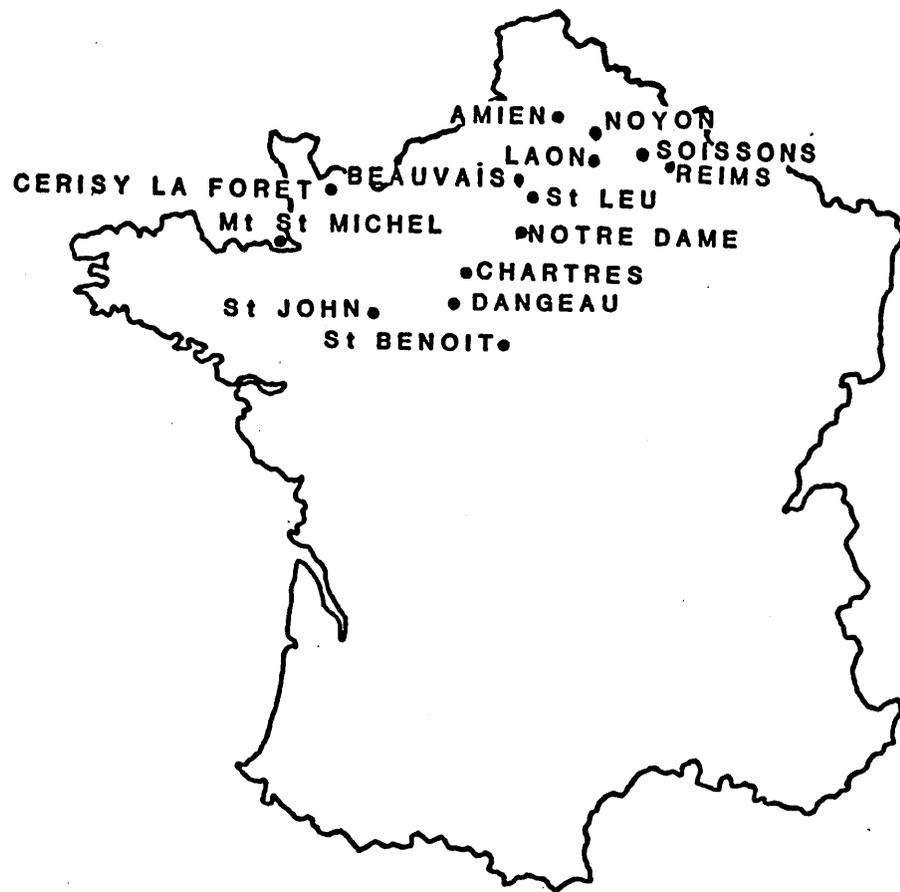 AMIEN
NOYON
LAON
SOISSONS
BEAUVAİS
REIMS
CERISY LA FORET
St LEU
Mt St MICHEL
NOTRE DAME
CHARTRES
DANGEAU
St JOHN
St BENOIT